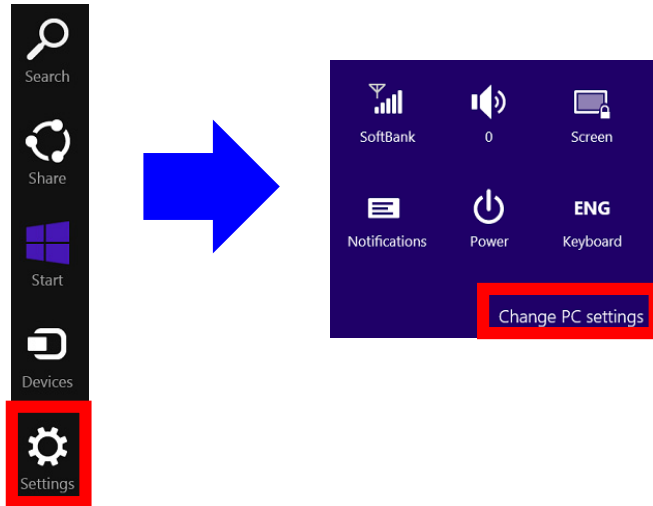 Search
Share
Start
Devices
Settings
SoftBank
0
Screen
Notifications
Power
ENG
Keyboard
Change PC settings